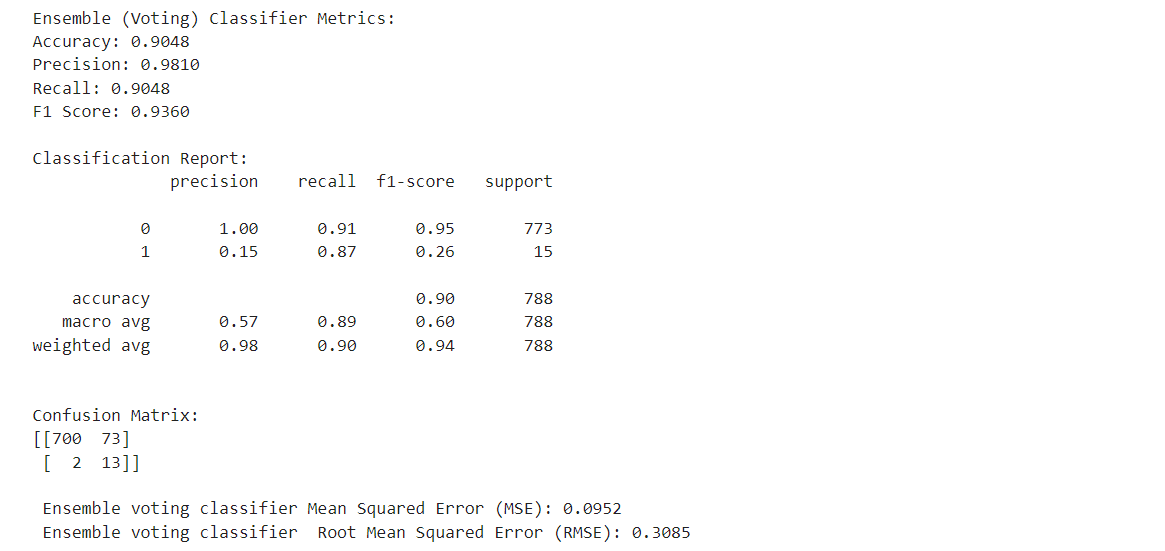 Ensemble (Voting) Classifier Metrics:
Accuracy: 0.9048
Precision: 0.9810
Recall: 0.9048
F1 Score: 0.9360
Classification Report:
precision recall f1-score support
0 1.00 0.91 0.95 773
1 0.15 0.87 0.26 15
accuracy 0.90 788
macro avg 0.57 0.89 0.60 788
weighted avg 0.98 0.90 0.94 788
Confusion Matrix:
[[700 73]
[ 2 13]]
Ensemble voting classifier Mean Squared Error (MSE): 0.0952
Ensemble voting classifier Root Mean Squared Error (RMSE): 0.3085